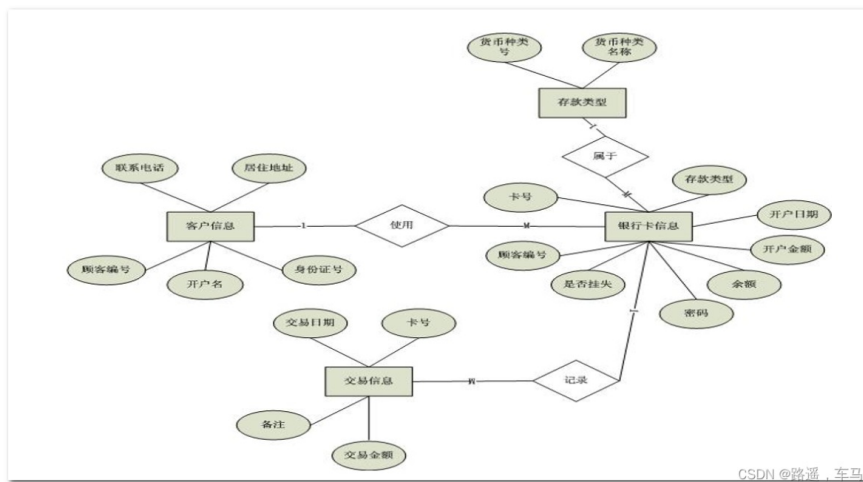 货币种类
号
货币种类
名称
存款类型
属于
联系电话
居住地址
卡号
存款类型
客户信息
1
使用
M
银行卡信息
开户日期
顾客编号
开户名
身份证号
顾客编号
开户金额
是否挂失
余额
密码
交易日期
卡号
交易信息
记录
备注
交易金额
CSDN @路遥，车马